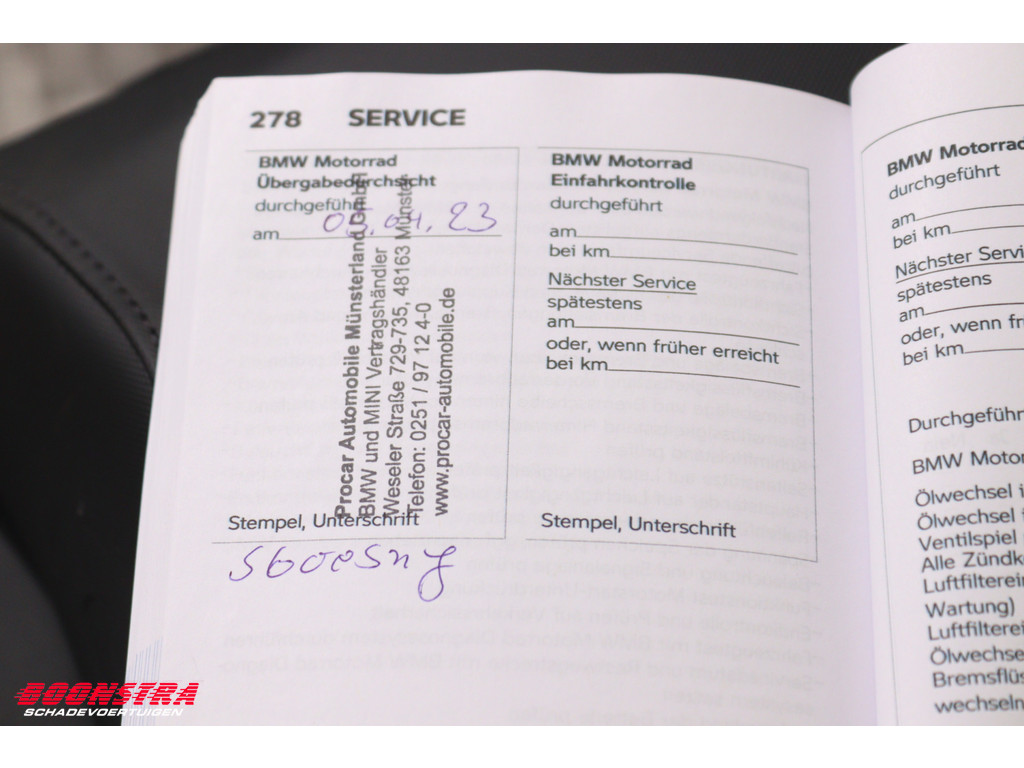 278 SERVICE
BMW Motorrad
Übergabedurchsicht
durchgeführt
am 05.04.23
Procar Automobile Münsterland GmbH
BMW und MINI Vertragshändler
Weseler Straße 729-735, 48163 Münster
Telefon: 0251 / 97 12 4-0
www.procar-automobile.de
Stempel, Unterschrift
BMW Motorrad
Einfahrkontrolle
durchgeführt
am
bei km
Nächster Service
spätestens
am
oder, wenn früher erreicht
bei km
Stempel, Unterschrift
BMW Motorrad
durchgeführt
am
bei km
Nächster Servi
spätestens
am
oder, wenn fr
bei km
Durchgeführ
BMW Motor
Ölwechsel i
Ölwechsel
Ventilspiel
Alle Zündk
Luftfilterein
Wartung)
Luftfilterei
Ölwechse
Bremsflüs
wechseln
BOONSTRA
SCHADEVOERTUIGEN